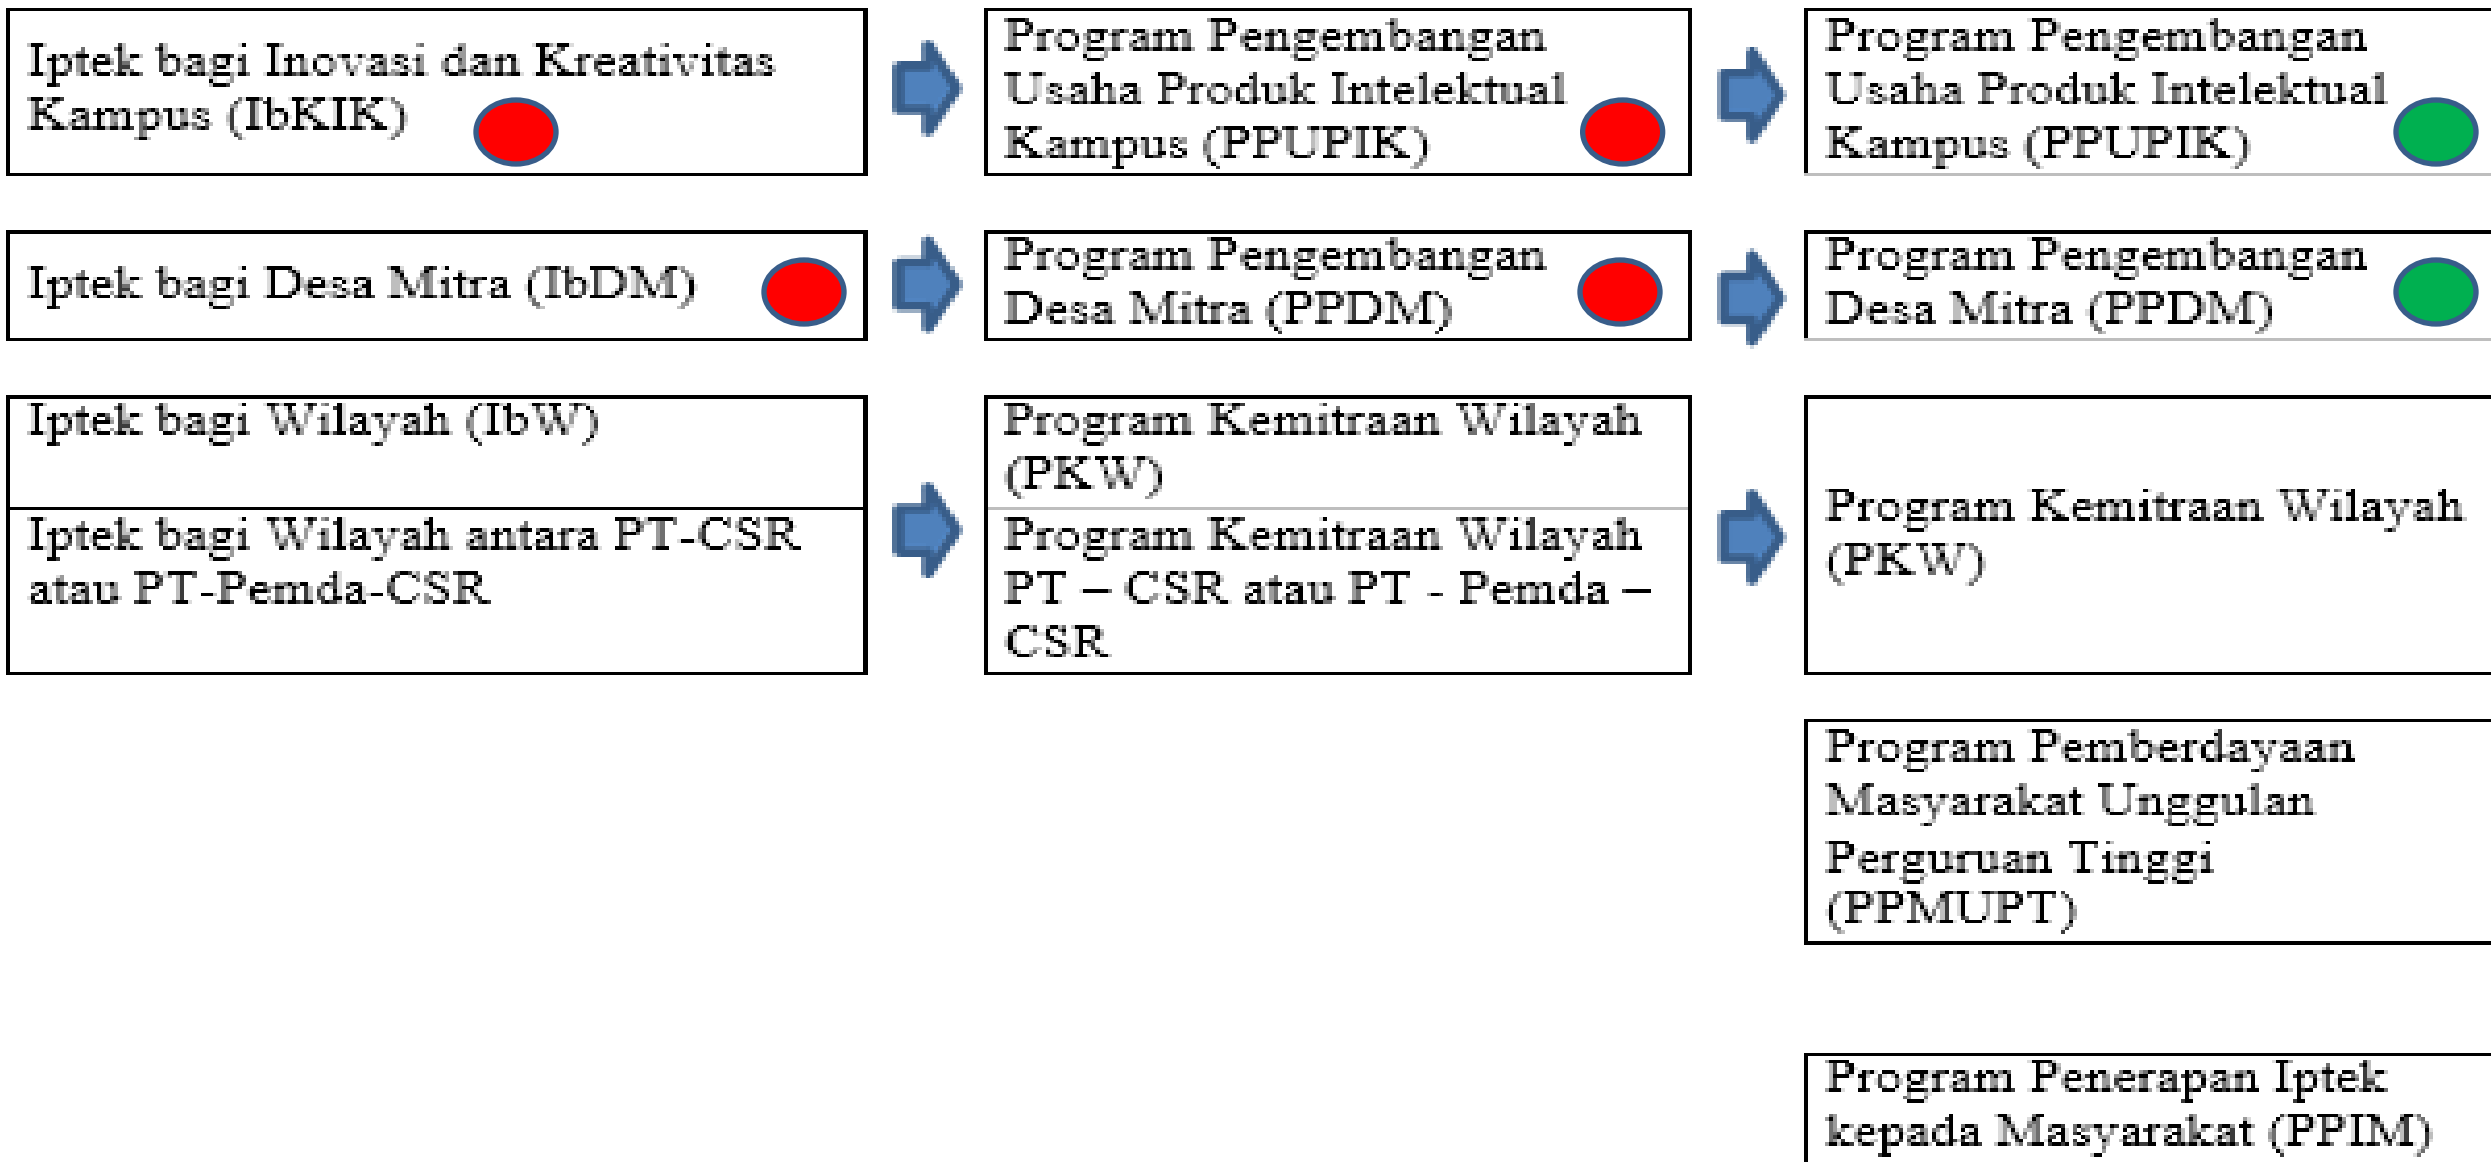 Iptek bagi Inovasi dan Kreativitas
Kampus (IbKIK)
Program Pengembangan
Usaha Produk Intelektual
Kampus (PPUPIK)
Program Pengembangan
Usaha Produk Intelektual
Kampus (PPUPIK)
Iptek bagi Desa Mitra (IbDM)
Program Pengembangan
Desa Mitra (PPDM)
Program Pengembangan
Desa Mitra (PPDM)
Iptek bagi Wilayah (IbW)
Iptek bagi Wilayah antara PT-CSR
atau PT-Pemda-CSR
Program Kemitraan Wilayah
(PKW)
Program Kemitraan Wilayah
PT – CSR atau PT - Pemda –
CSR
Program Kemitraan Wilayah
(PKW)
Program Pemberdayaan
Masyarakat Unggulan
Perguruan Tinggi
(PPMUPT)
Program Penerapan Iptek
kepada Masyarakat (PPIM)